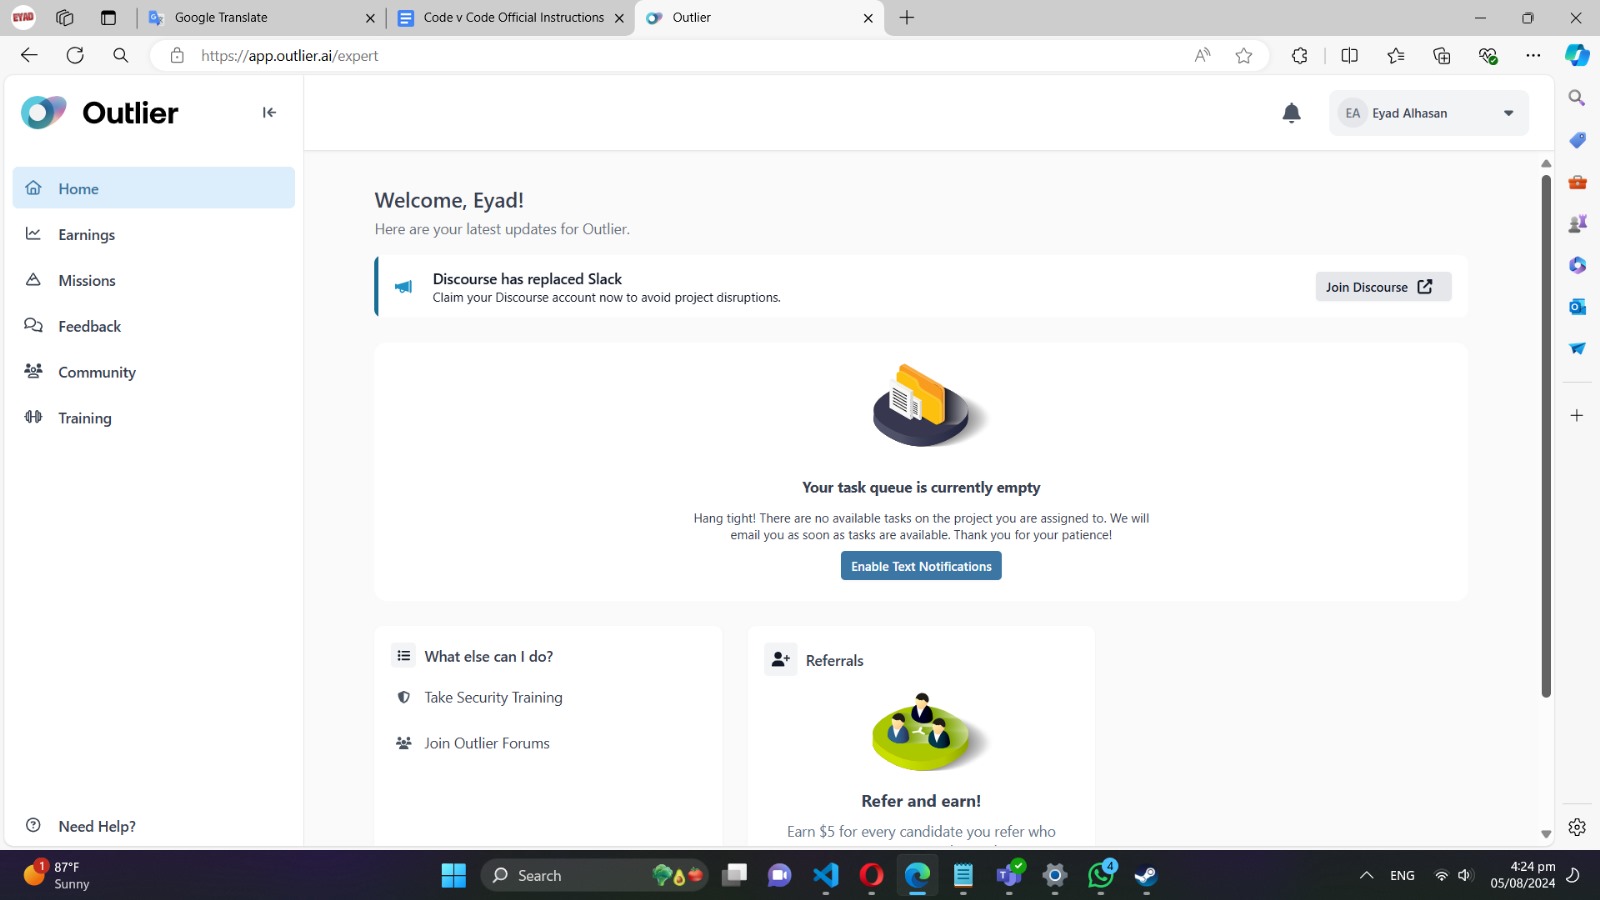 EYAD
Google Translate
Code v Code Official Instructions
Outlier
https://app.outlier.ai/expert
Outlier
EA
Eyad Alhasan
Home
Earnings
Missions
Feedback
Community
Training
Need Help?
Welcome, Eyad!
Here are your latest updates for Outlier.
Discourse has replaced Slack
Claim your Discourse account now to avoid project disruptions.
Join Discourse
Your task queue is currently empty
Hang tight! There are no available tasks on the project you are assigned to. We will
email you as soon as tasks are available. Thank you for your patience!
Enable Text Notifications
What else can I do?
Take Security Training
Join Outlier Forums
Referrals
Refer and earn!
Earn $5 for every candidate you refer who
1
87°F
Sunny
Search
4
ENG
4:24 pm
05/08/2024